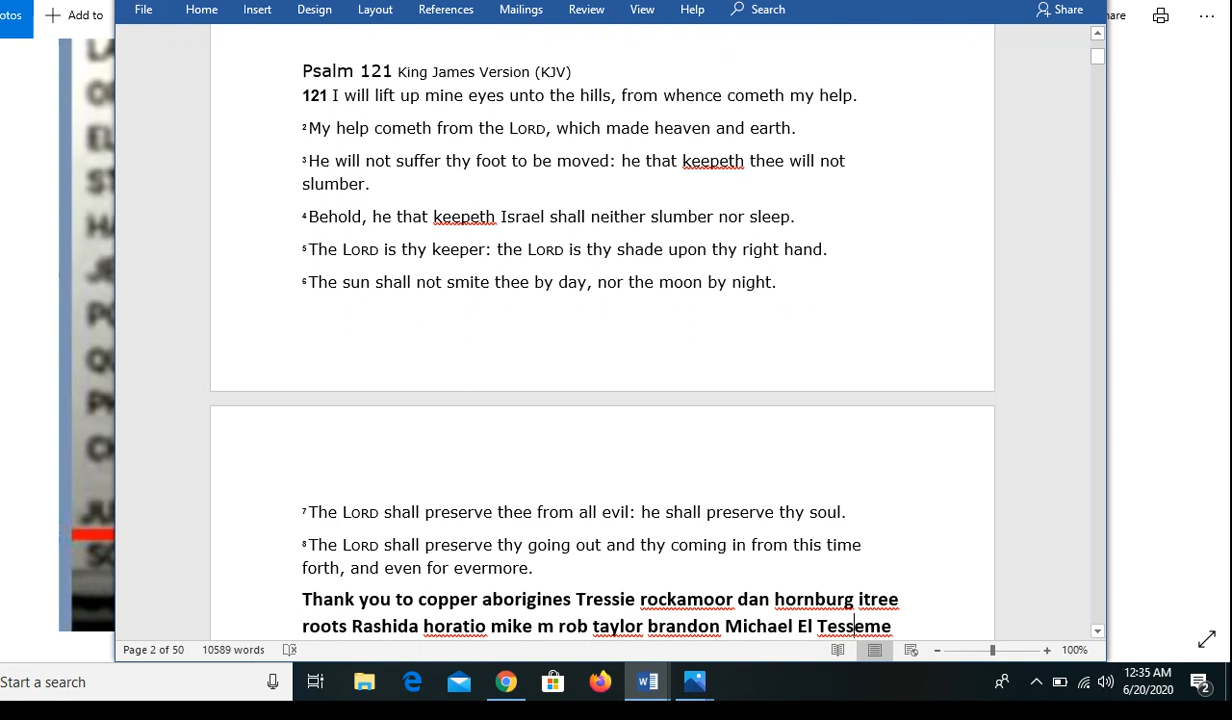 otos
Add to
File Home Insert Design Layout References Mailings Review View Help Search Share
are
Psalm 121 King James Version (KJV)
121 I will lift up mine eyes unto the hills, from whence cometh my help.
2 My help cometh from the LORD, which made heaven and earth.
3 He will not suffer thy foot to be moved: he that keepeth thee will not
slumber.
4 Behold, he that keepeth Israel shall neither slumber nor sleep.
5 The LORD is thy keeper: the LORD is thy shade upon thy right hand.
6 The sun shall not smite thee by day, nor the moon by night.
7 The LORD shall preserve thee from all evil: he shall preserve thy soul.
8 The LORD shall preserve thy going out and thy coming in from this time
forth, and even for evermore.
Thank you to copper aborigines Tressie rockamoor dan hornburg itree
roots Rashida horatio mike m rob taylor brandon Michael El Tesseme
Page 2 of 50 10589 words 100%
Start a search
12:35 AM
6/20/2020
2